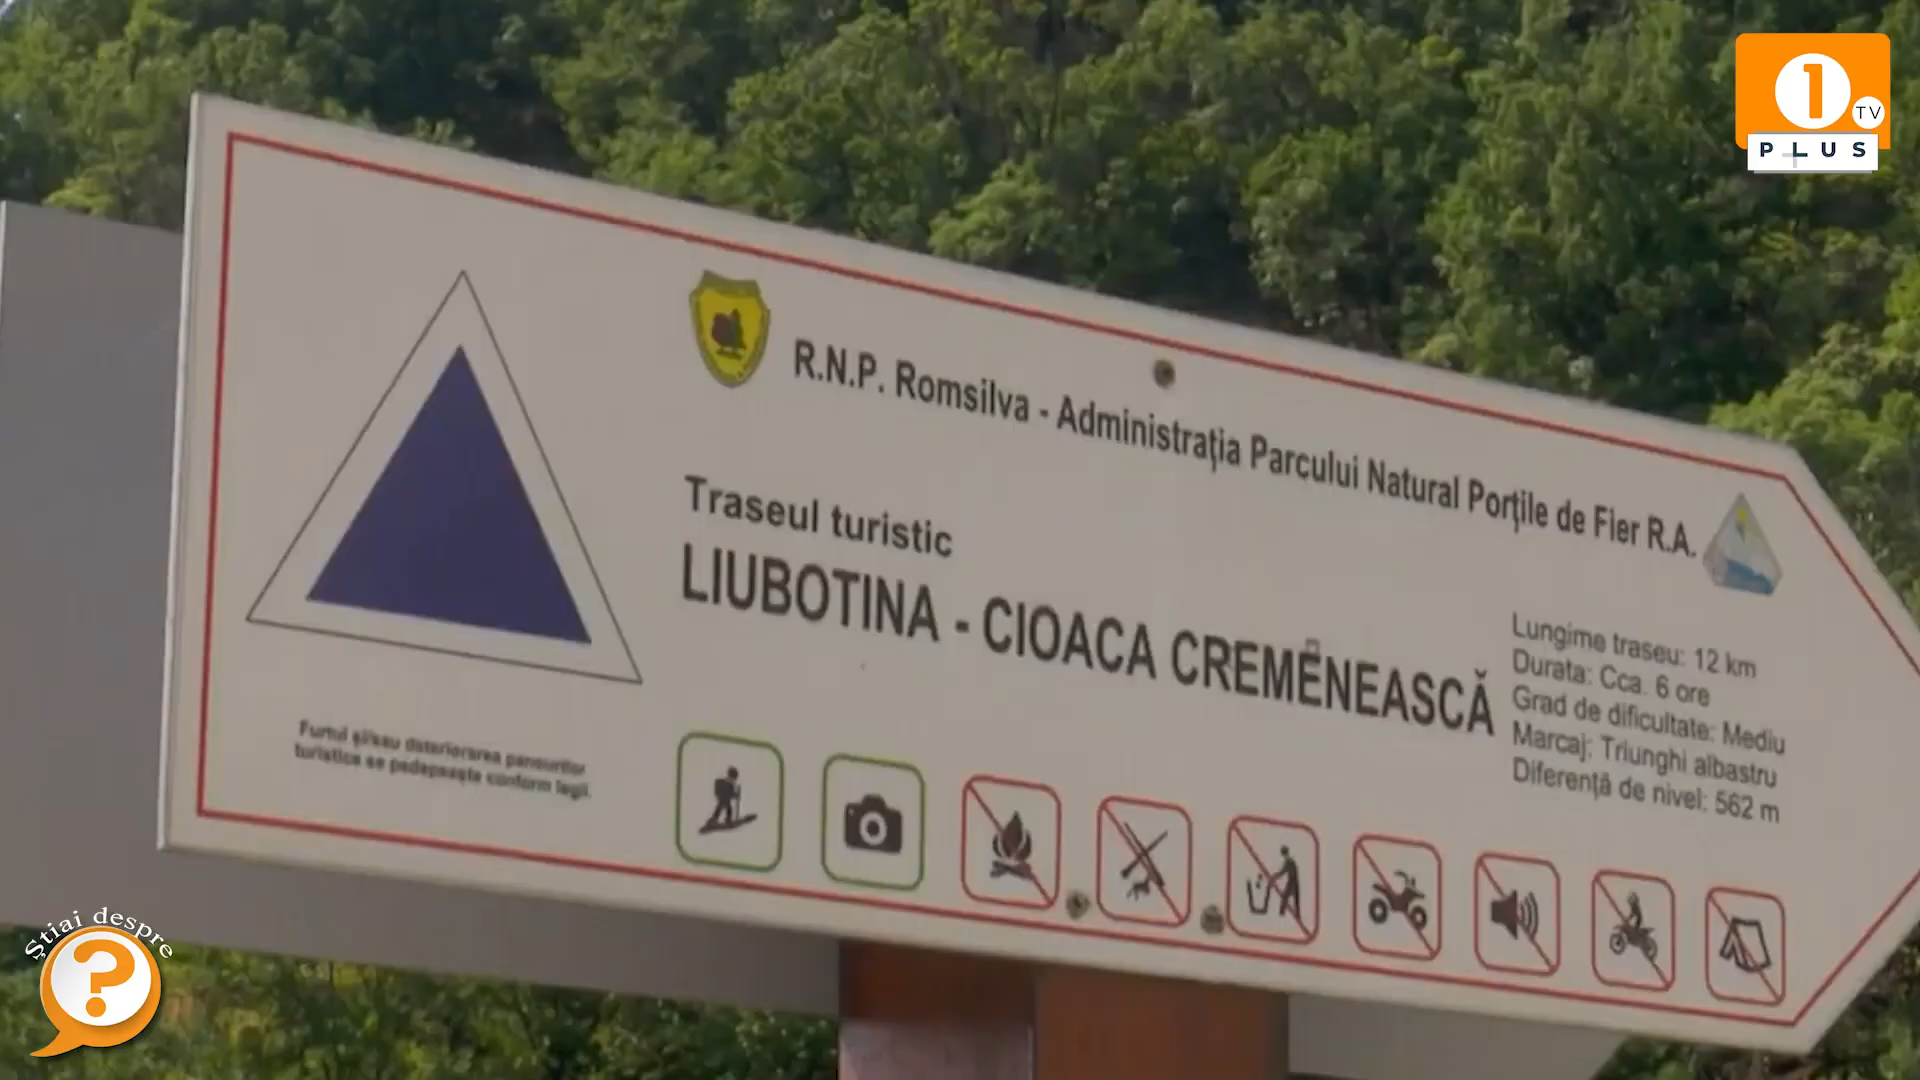 1
TV
PLUS
R.N.P. Romsilva - Administraţia Parcului Natural Porţile de Fier R.A.
Traseul turistic
LIUBOTINA - CIOACA CREMENEASCĂ
Lungime traseu: 12 km
Durata: Cca. 6 ore
Grad de dificultate: Mediu
Marcaj: Triunghi albastru
Diferenţă de nivel: 562 m
Furtul şi/sau deteriorarea panourilor
turistice se pedepseşte conform legii.
Știai despre
?